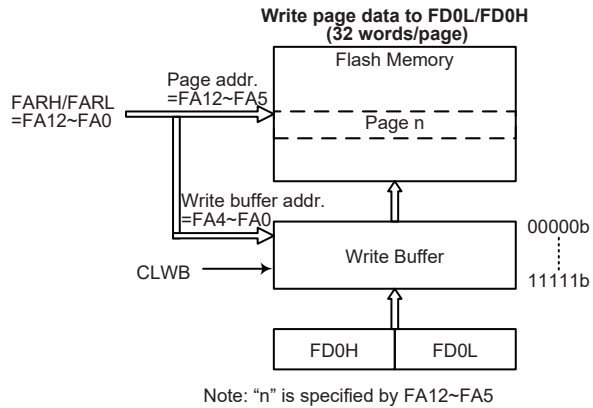 Write page data to FD0L/FD0H
(32 words/page)
Flash Memory
Page addr.
=FA12~FA5
FARH/FARL
=FA12~FA0
Page n
Write buffer addr.
=FA4~FA0
00000b
Write Buffer
CLWB
11111b
FD0H
FD0L
Note: “n” is specified by FA12~FA5